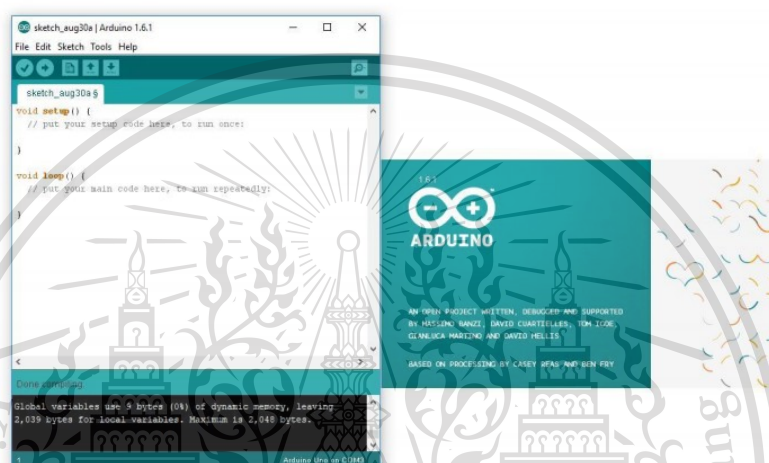 sketch_aug30a | Arduino 1.6.1
File Edit Sketch Tools Help
sketch_aug30a §
void setup() {
// put your setup code here, to run once:
}
void loop() {
// put your main code here, to run repeatedly:
}
Done compiling.
Global variables use 9 bytes (0%) of dynamic memory, leaving
2,039 bytes for local variables. Maximum is 2,048 bytes.
1
Arduino Uno on COM3
1.6.1
ARDUINO
AN OPEN PROJECT WRITTEN, DEBUGGED AND SUPPORTED
BY MASSIMO BANZI, DAVID CUARTIELLES, TOM IGOE,
GIANLUCA MARTINO AND DAVID MELLIS
BASED ON PROCESSING BY CASEY REAS AND BEN FRY